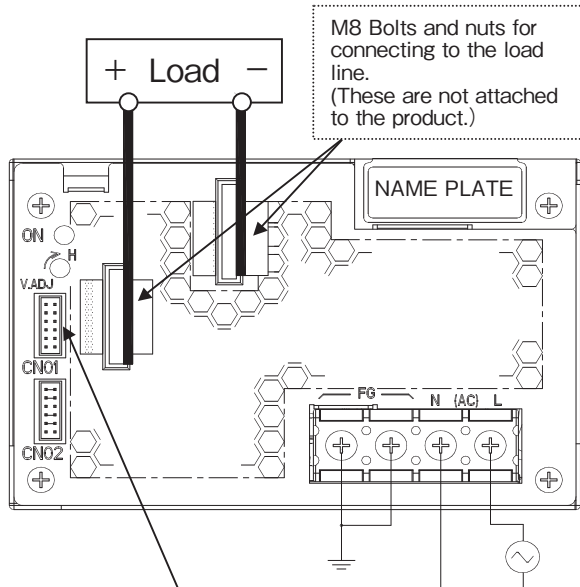 M8 Bolts and nuts for
connecting to the load
line.
(These are not attached
to the product.)
+ Load −
NAME PLATE
ON
H
V.ADJ
CN01
CN02
FG N (AC) L